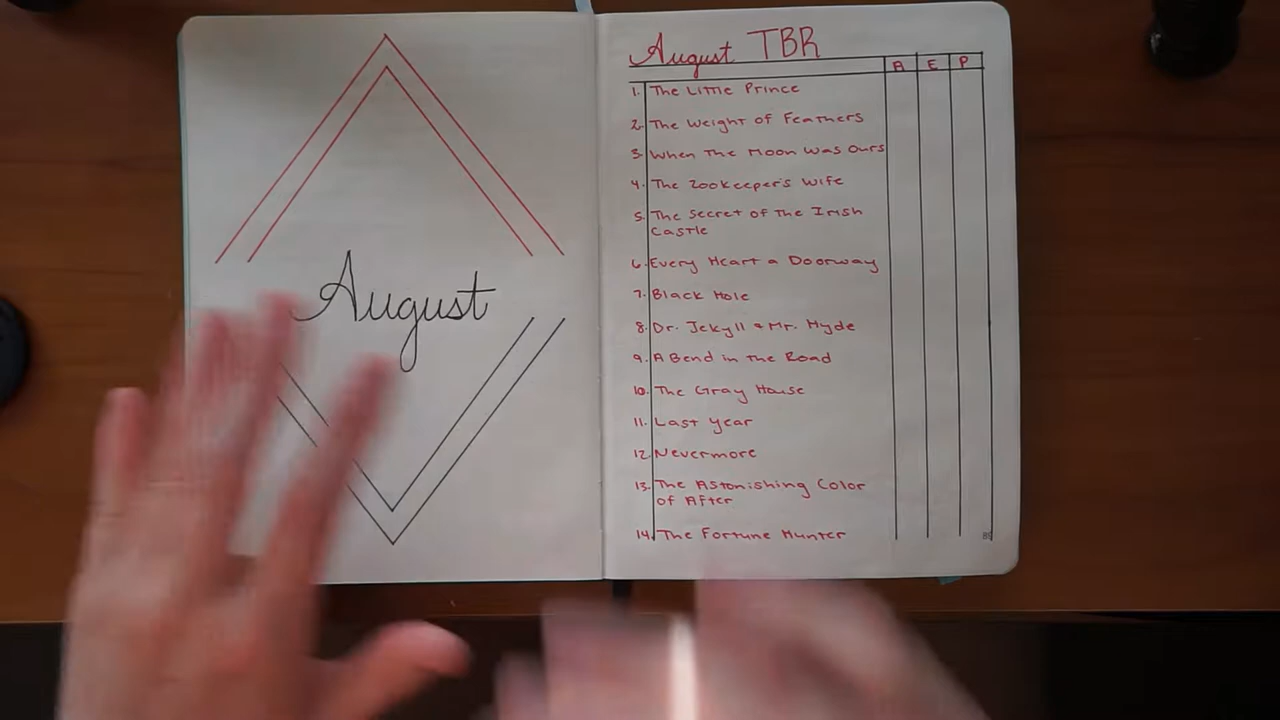 August
August TBR
A E P
1. The Little Prince
2. The Weight of Feathers
3. When The Moon Was Ours
4. The Zookeeper's Wife
5. The Secret of the Irish
Castle
6. Every Heart a Doorway
7. Black Hole
8. Dr. Jekyll & Mr. Hyde
9. A Bend in the Road
10. The Gray House
11. Last Year
12. Nevermore
13. The Astonishing Color
of After
14. The Fortune Hunter